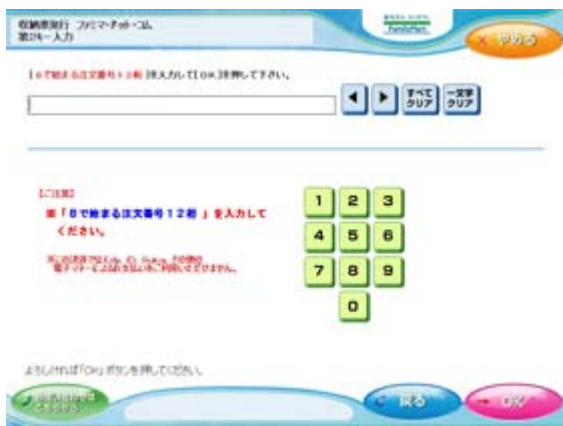 収納票発行 ファミマ・ドット・コム
第2キー入力
FamilyMart
やめる
【8で始まる注文番号12桁】を入力して【OK】を押して下さい。
すべて
クリア
一文字
クリア
【ご注意】
※「8で始まる注文番号12桁」を入力して
ください。
1 2 3
4 5 6
7 8 9
0
よろしければ「OK」ボタンを押してください。
戻る
OK